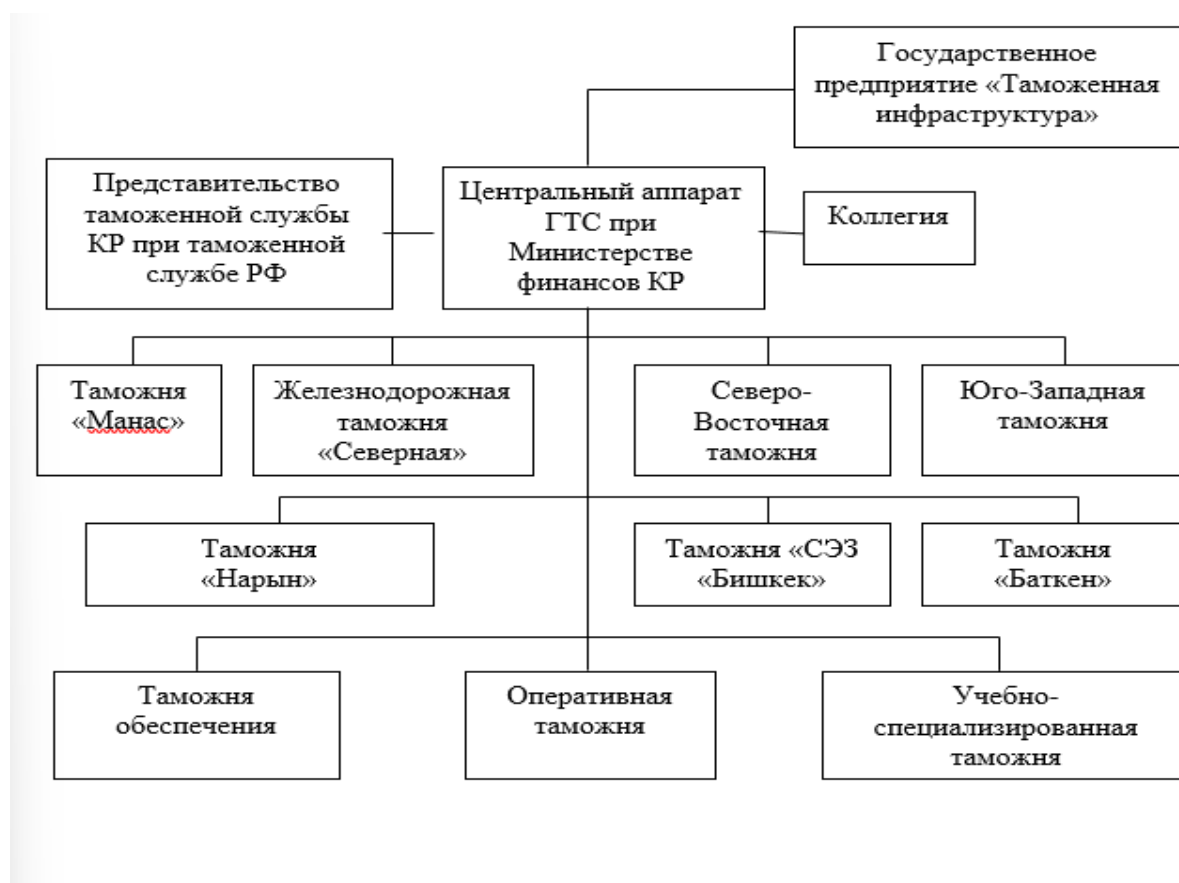 Государственное
предприятие «Таможенная
инфраструктура»
Представительство
таможенной службы
КР при таможенной
службе РФ
Центральный аппарат
ГТС при
Министерстве
финансов КР
Коллегия
Таможня
«Манас»
Железнодорожная
таможня
«Северная»
Северо-
Восточная
таможня
Юго-Западная
таможня
Таможня
«Нарын»
Таможня «СЭЗ
«Бишкек»
Таможня
«Баткен»
Таможня
обеспечения
Оперативная
таможня
Учебно-
специализированная
таможня